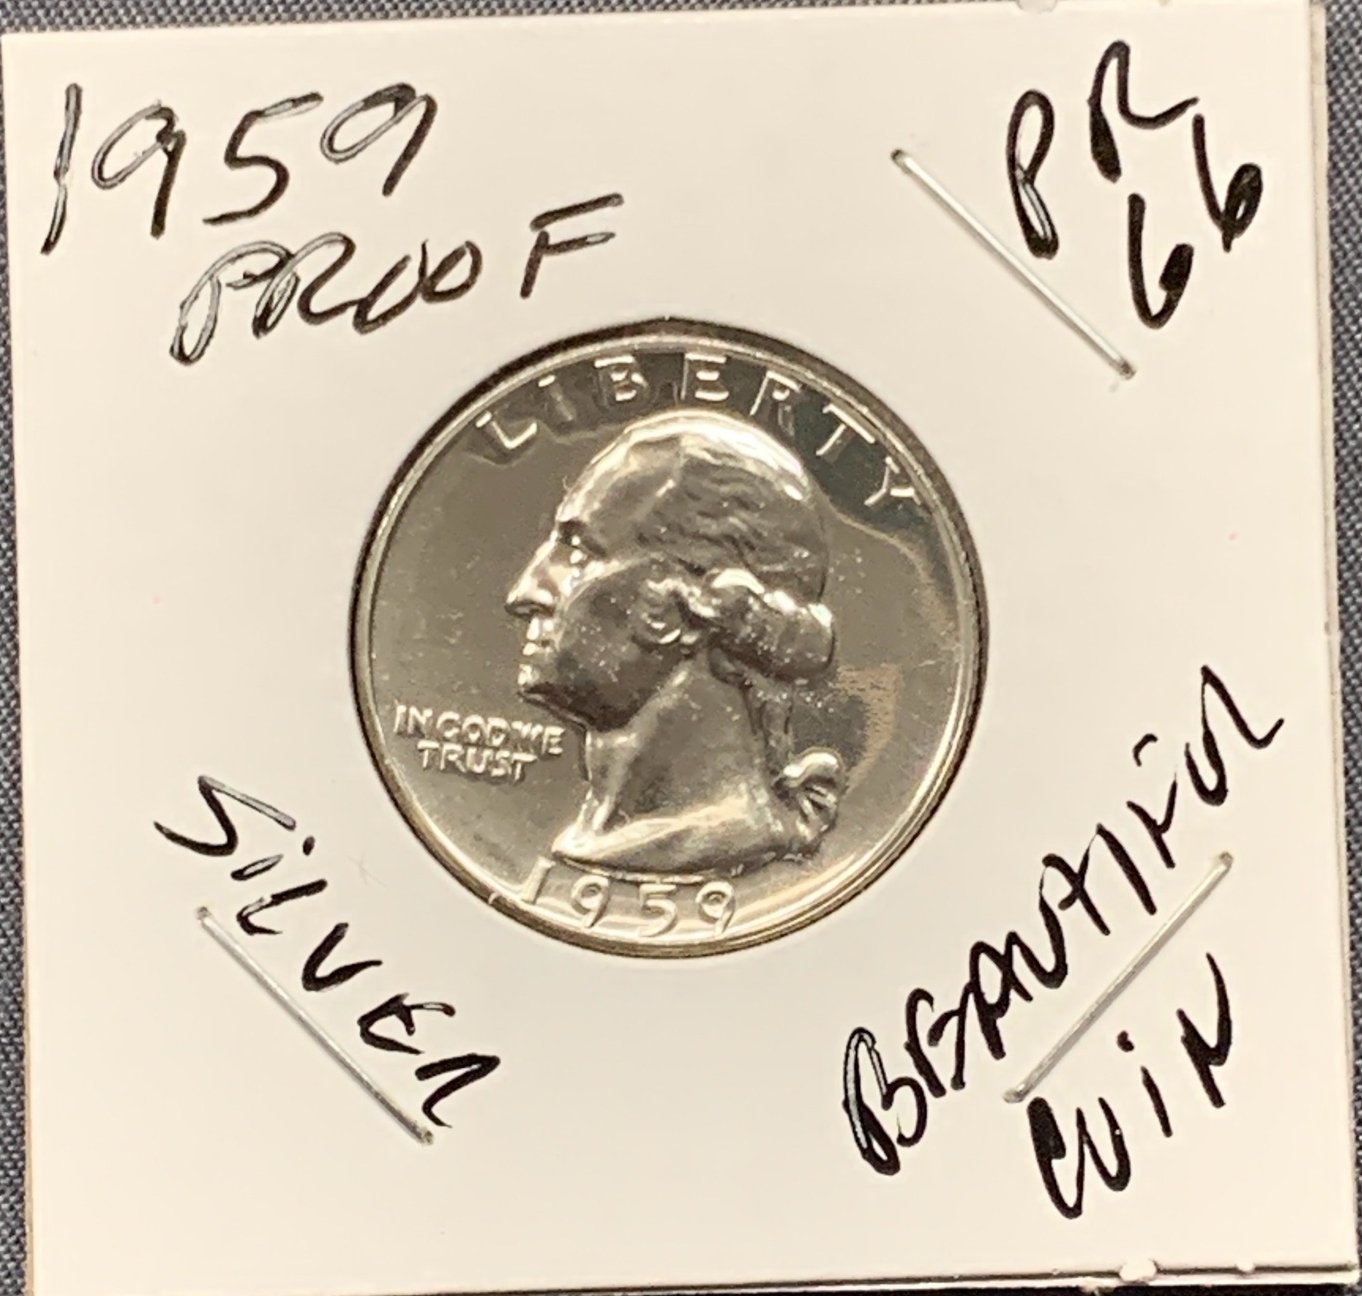 1959
PROOF
PR
66
LIBERTY
IN GOD WE
TRUST
1959
SiLVER
BEAUTIFUL
COiN